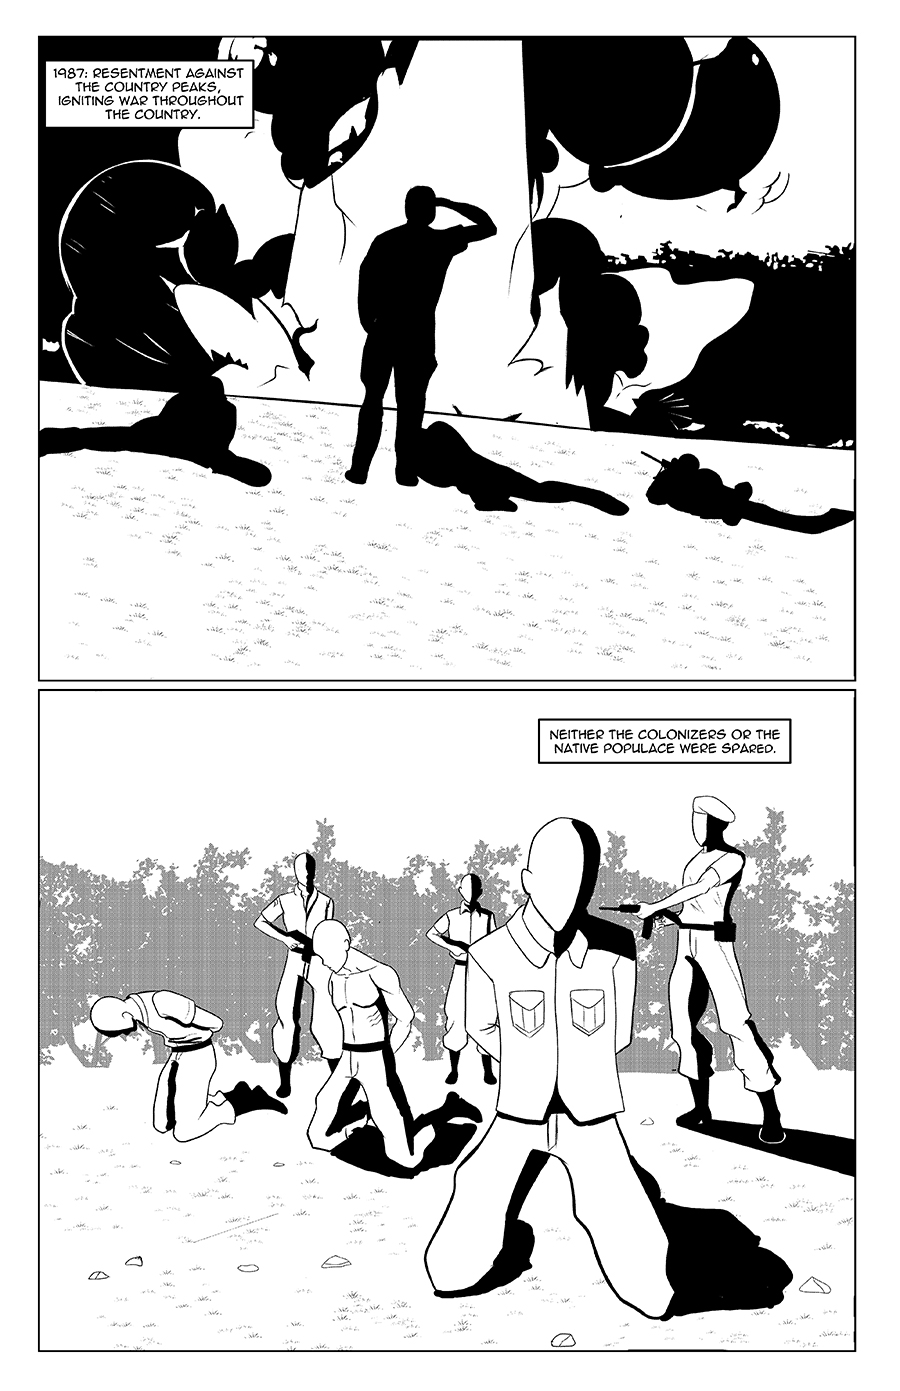 1987: RESENTMENT AGAINST
THE COUNTRY PEAKS,
IGNITING WAR THROUGHOUT
THE COUNTRY.
NEITHER THE COLONIZERS OR THE
NATIVE POPULACE WERE SPARED.